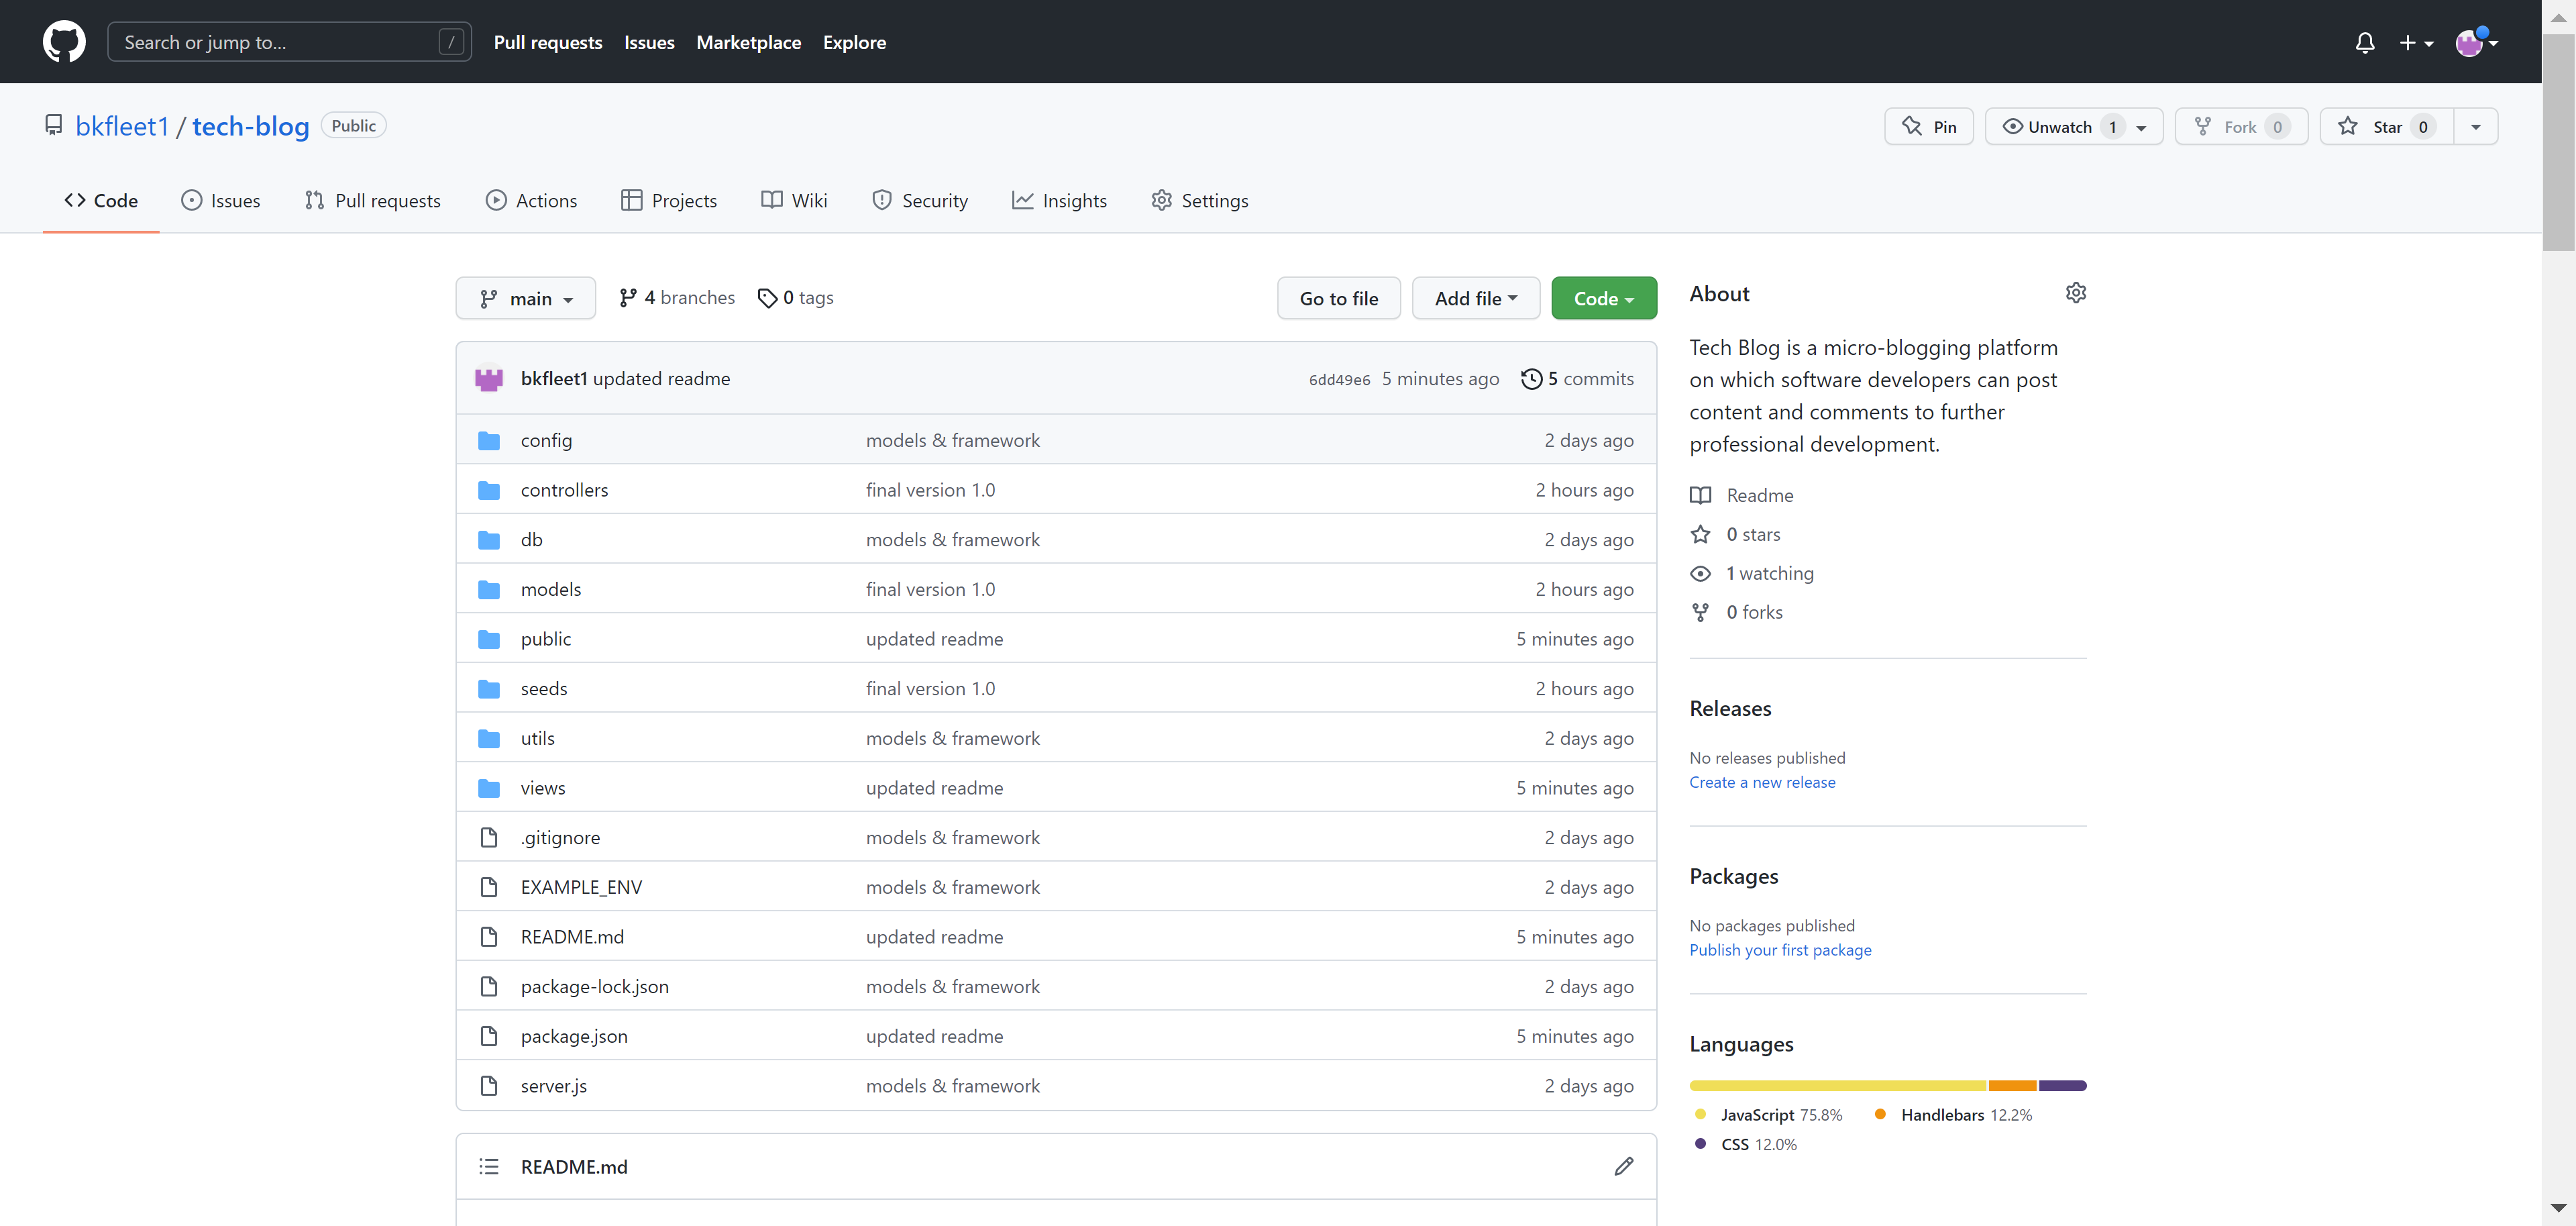 Search or jump to... / Pull requests Issues Marketplace Explore
bkfleet1 / tech-blog Public Pin Unwatch 1 Fork 0 Star 0
Code Issues Pull requests Actions Projects Wiki Security Insights Settings
main 4 branches 0 tags Go to file Add file Code
bkfleet1 updated readme 6dd49e6 5 minutes ago 5 commits
config models & framework 2 days ago
controllers final version 1.0 2 hours ago
db models & framework 2 days ago
models final version 1.0 2 hours ago
public updated readme 5 minutes ago
seeds final version 1.0 2 hours ago
utils models & framework 2 days ago
views updated readme 5 minutes ago
.gitignore models & framework 2 days ago
EXAMPLE_ENV models & framework 2 days ago
README.md updated readme 5 minutes ago
package-lock.json models & framework 2 days ago
package.json updated readme 5 minutes ago
server.js models & framework 2 days ago
README.md
About
Tech Blog is a micro-blogging platform
on which software developers can post
content and comments to further
professional development.
Readme
0 stars
1 watching
0 forks
Releases
No releases published
Create a new release
Packages
No packages published
Publish your first package
Languages
JavaScript 75.8% Handlebars 12.2%
CSS 12.0%